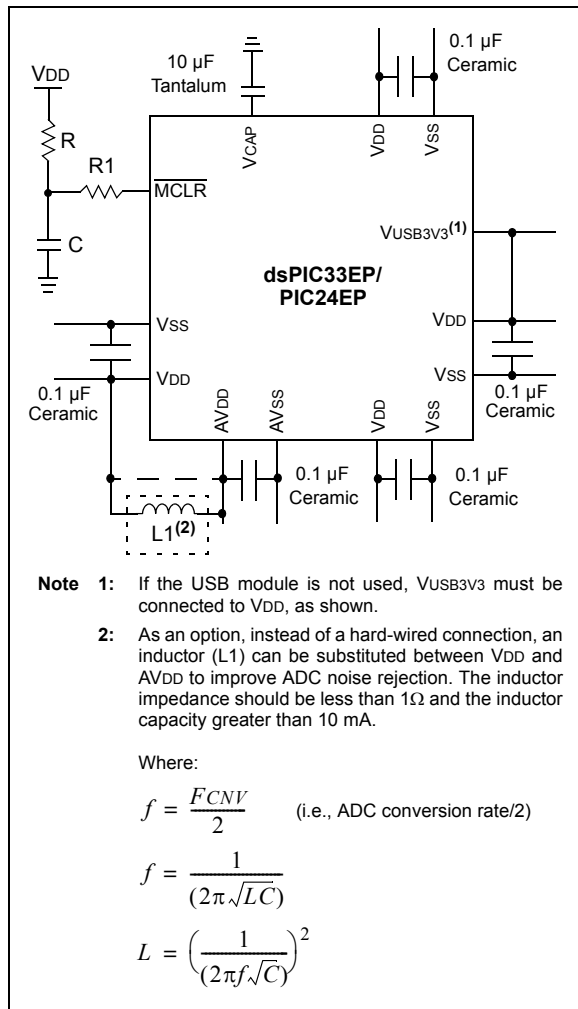 VDD
R
R1
C
10 µF
Tantalum
VCAP
0.1 µF
Ceramic
VDD
VSS
MCLR
VUSB3V3(1)
dsPIC33EP/
PIC24EP
VSS
VDD
0.1 µF
Ceramic
VDD
VSS
0.1 µF
Ceramic
AVDD
AVSS
VDD
VSS
0.1 µF
Ceramic
0.1 µF
Ceramic
L1(2)
Note 1: If the USB module is not used, VUSB3V3 must be
connected to VDD, as shown.
2: As an option, instead of a hard-wired connection, an
inductor (L1) can be substituted between VDD and
AVDD to improve ADC noise rejection. The inductor
impedance should be less than 1Ω and the inductor
capacity greater than 10 mA.
Where:
f = FCNV / 2 (i.e., ADC conversion rate/2)
f = 1 / (2π√LC)
L = (1 / (2πf√C))²